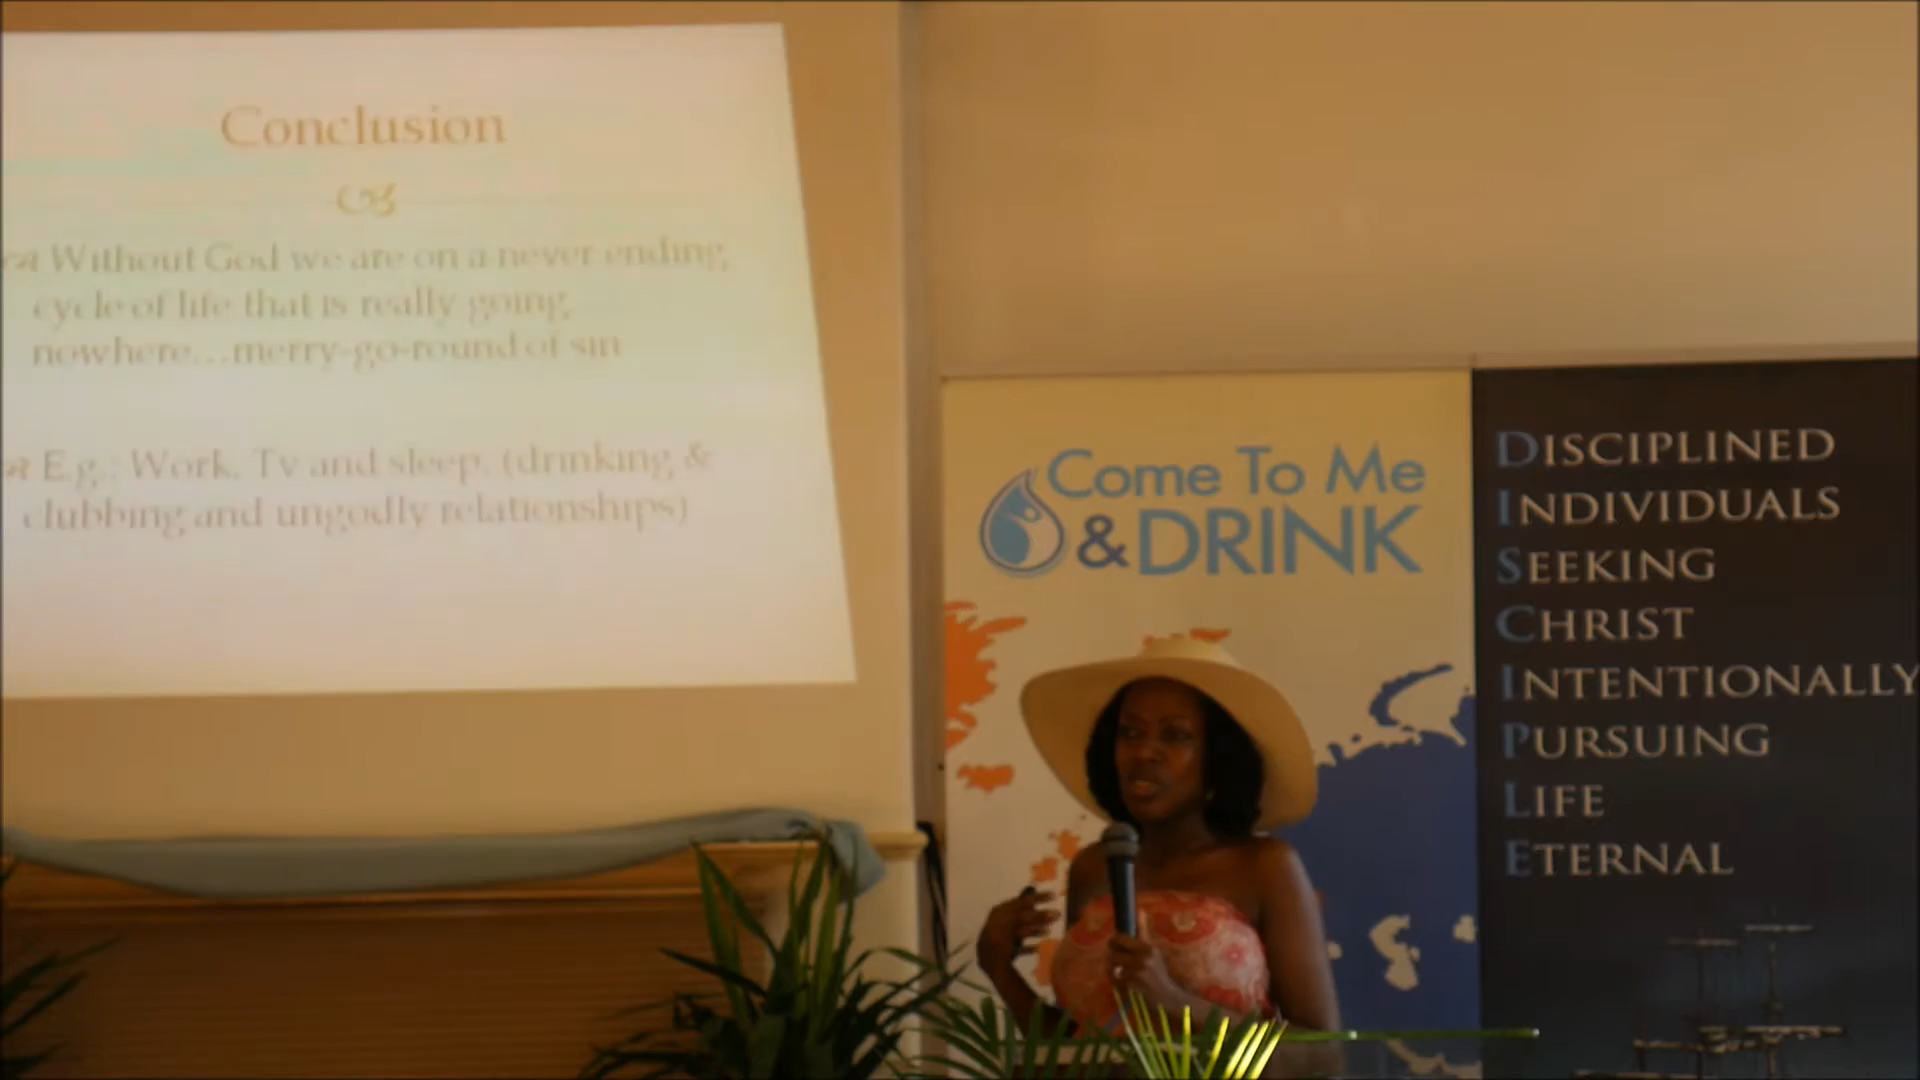 Conclusion
Without God we are on a never ending
cycle of life that is really going
nowhere...merry-go-round of sin
E.g.: Work, Tv and sleep, (drinking &
clubbing and ungodly relationships)
Come To Me
& DRINK
DISCIPLINED
INDIVIDUALS
SEEKING
CHRIST
INTENTIONALLY
PURSUING
LIFE
ETERNAL